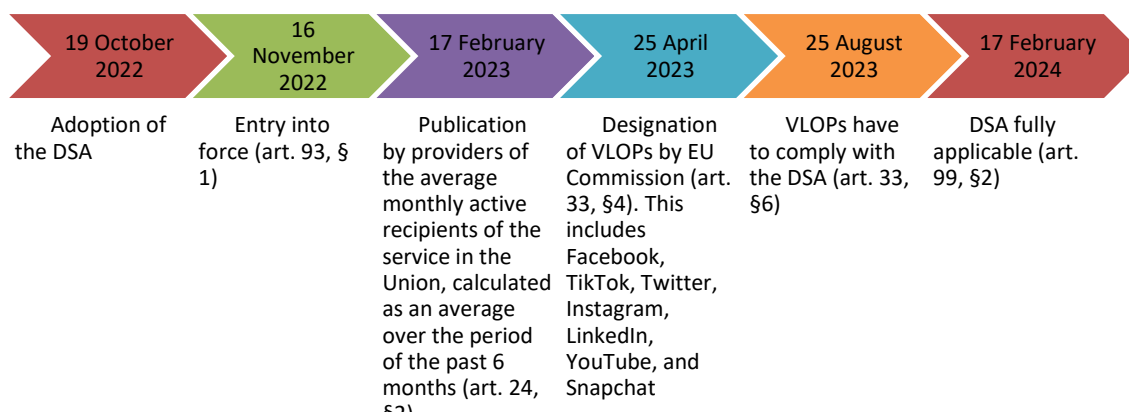 19 October
2022
16
November
2022
17 February
2023
25 April
2023
25 August
2023
17 February
2024
Adoption of
the DSA
Entry into
force (art. 93, §
1)
Publication
by providers of
the average
monthly active
recipients of the
service in the
Union, calculated
as an average
over the period
of the past 6
months (art. 24,
§2)
Designation
of VLOPs by EU
Commission (art.
33, §4). This
includes
Facebook,
TikTok, Twitter,
Instagram,
LinkedIn,
YouTube, and
Snapchat
VLOPs have
to comply with
the DSA (art. 33,
§6)
DSA fully
applicable (art.
99, §2)